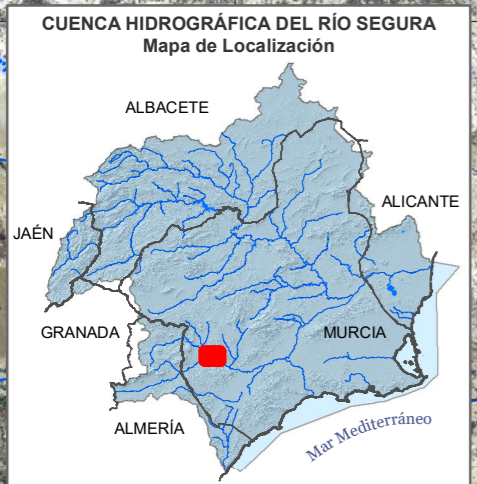 CUENCA HIDROGRÁFICA DEL RÍO SEGURA
Mapa de Localización
ALBACETE
ALICANTE
JAÉN
GRANADA
MURCIA
ALMERÍA
Mar Mediterráneo